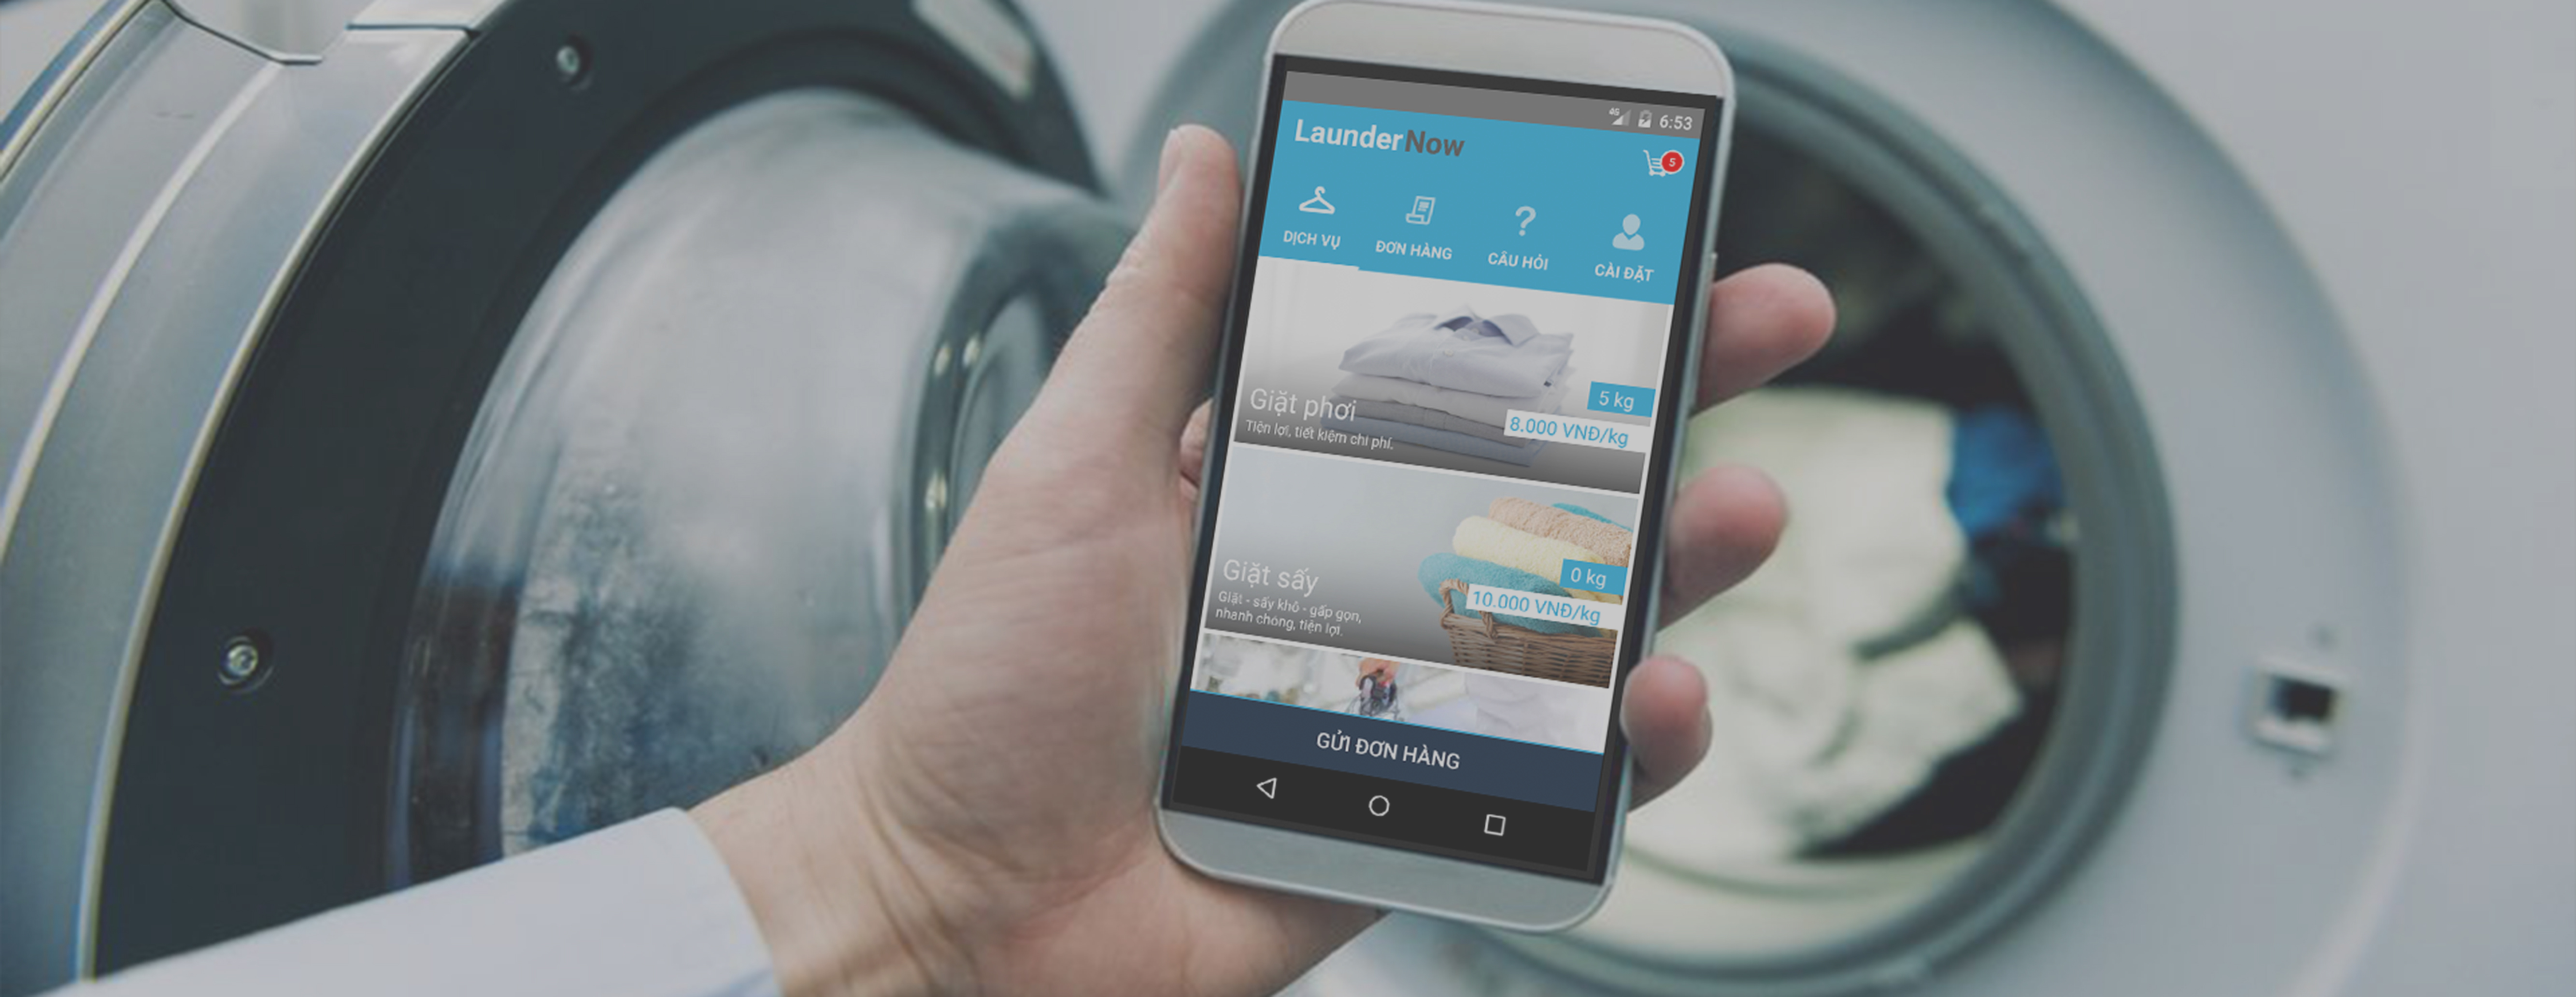 4G 6:53
LaunderNow
5
DỊCH VỤ ĐƠN HÀNG CÂU HỎI CÀI ĐẶT
5 kg
8.000 VNĐ/kg
Giặt phơi
Tiện lợi, tiết kiệm chi phí.
0 kg
10.000 VNĐ/kg
Giặt sấy
Giặt - sấy khô - gấp gọn,
nhanh chóng, tiện lợi.
GỬI ĐƠN HÀNG